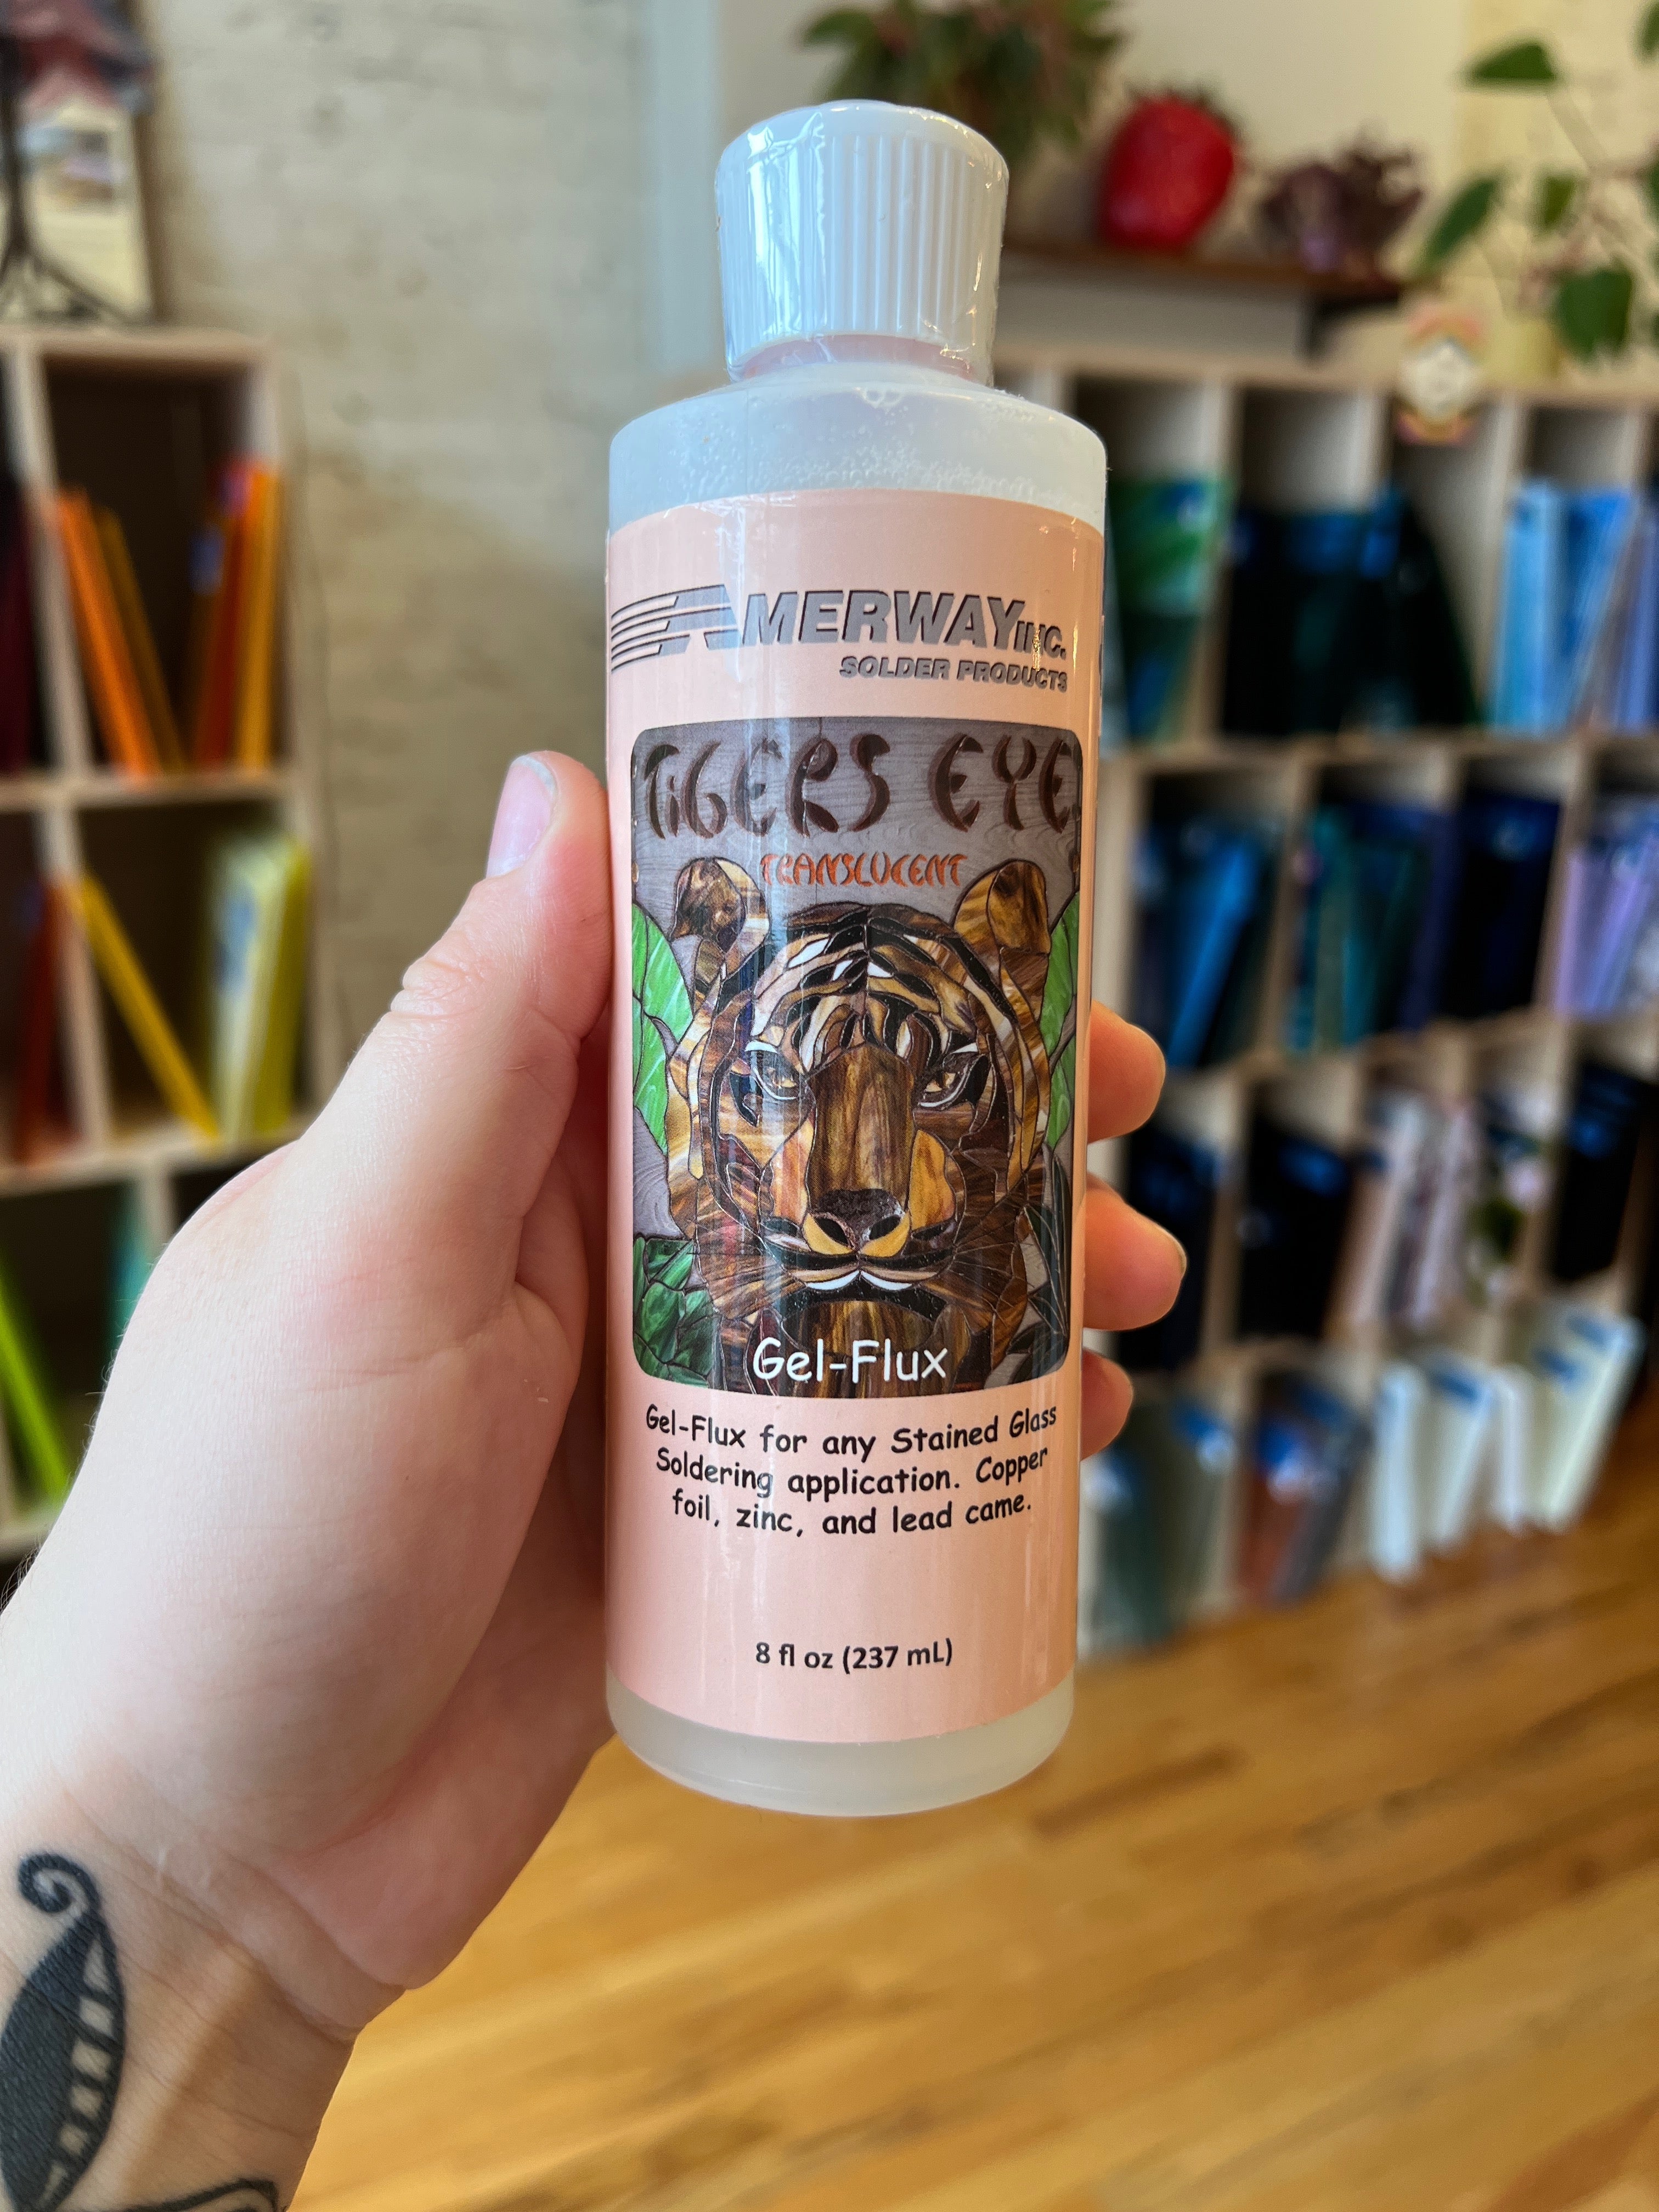 AMERWAY INC.
SOLDER PRODUCTS
TiGERS EYE
TRANSLUCENT
Gel-Flux
Gel-Flux for any Stained Glass
Soldering application. Copper
foil, zinc, and lead came.
8 fl oz (237 mL)